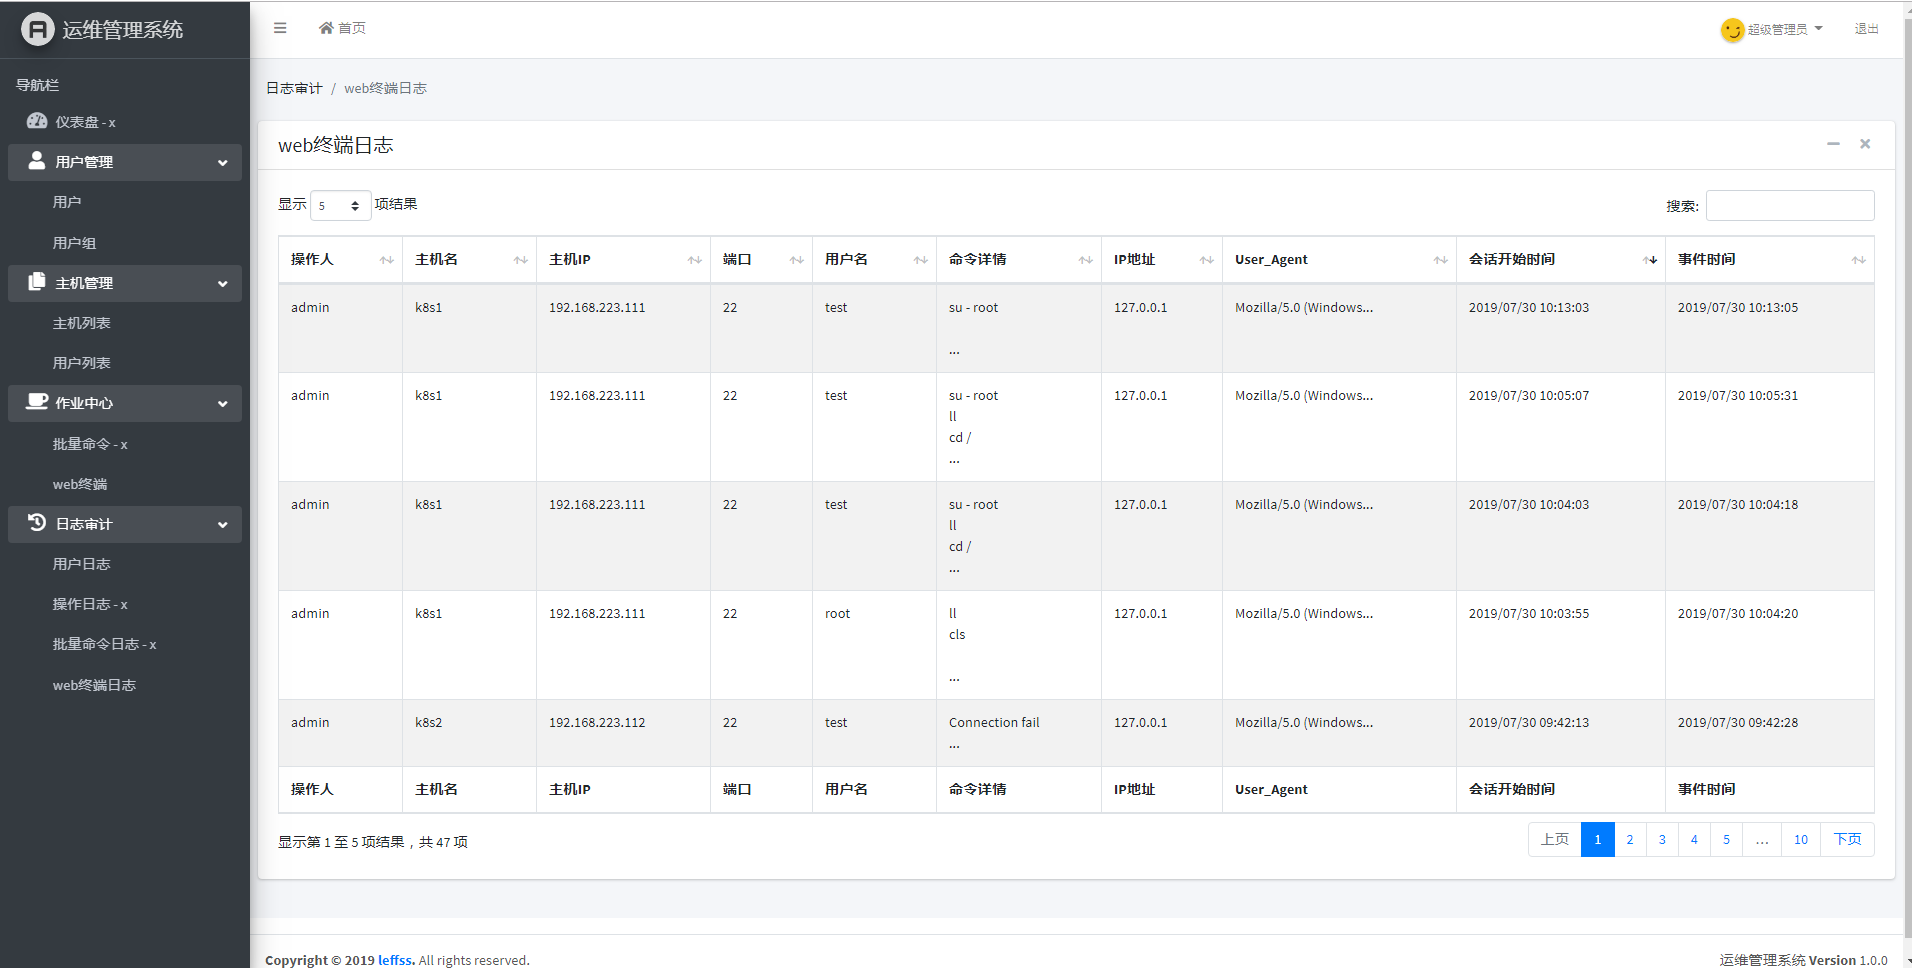 运维管理系统
首页
超级管理员
退出
导航栏
仪表盘 - x
用户管理
用户
用户组
主机管理
主机列表
用户列表
作业中心
批量命令 - x
web终端
日志审计
用户日志
操作日志 - x
批量命令日志 - x
web终端日志
日志审计 / web终端日志
web终端日志
显示 5 项结果
搜索:
操作人 主机名 主机IP 端口 用户名 命令详情 IP地址 User_Agent 会话开始时间 事件时间
admin k8s1 192.168.223.111 22 test su - root 127.0.0.1 Mozilla/5.0 (Windows... 2019/07/30 10:13:03 2019/07/30 10:13:05
...
admin k8s1 192.168.223.111 22 test su - root 127.0.0.1 Mozilla/5.0 (Windows... 2019/07/30 10:05:07 2019/07/30 10:05:31
ll
cd /
...
admin k8s1 192.168.223.111 22 test su - root 127.0.0.1 Mozilla/5.0 (Windows... 2019/07/30 10:04:03 2019/07/30 10:04:18
ll
cd /
...
admin k8s1 192.168.223.111 22 root ll 127.0.0.1 Mozilla/5.0 (Windows... 2019/07/30 10:03:55 2019/07/30 10:04:20
cls
...
admin k8s2 192.168.223.112 22 test Connection fail 127.0.0.1 Mozilla/5.0 (Windows... 2019/07/30 09:42:13 2019/07/30 09:42:28
...
操作人 主机名 主机IP 端口 用户名 命令详情 IP地址 User_Agent 会话开始时间 事件时间
显示第 1 至 5 项结果，共 47 项
上页 1 2 3 4 5 … 10 下页
Copyright © 2019 leffss. All rights reserved.
运维管理系统 Version 1.0.0